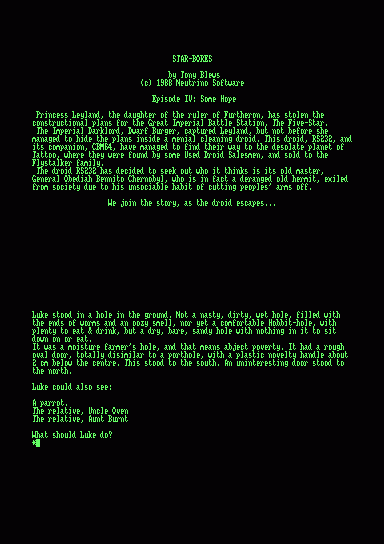 STAR-BORES
by Jony Blews
(c) 1988 Neutrino Software
Episode IV: Some Hope
Princess Leyland, the daughter of the ruler of Furtheron, has stolen the
constructional plans for the Great Imperial Battle Station, The Five-Star.
The Imperial Darklord, Dwarf Burger, captured Leyland, but not before she
managed to hide the plans inside a menial cleaning droid. This droid, RS232, and
its companion, CBM64, have managed to find their way to the desolate planet of
Tattoo, where they were found by some Used Droid Salesmen, and sold to the
Flystalker family.
The droid RS232 has decided to seek out who it thinks is its old master,
General Obediah Bennito Chernobyl, who is in fact a deranged old hermit, exiled
from society due to his unsociable habit of cutting peoples' arms off.
We join the story, as the droid escapes...
Luke stood in a hole in the ground. Not a nasty, dirty, wet hole, filled with
the ends of worms and an oozy smell, nor yet a comfortable Hobbit-hole, with
plenty to eat & drink, but a dry, bare, sandy hole with nothing in it to sit
down on or eat.
It was a moisture farmer's hole, and that means abject poverty. It had a rough
oval door, totally disimilar to a porthole, with a plastic novelty handle about
2 cm below the centre. This stood to the south. An uninteresting door stood to
the north.
Luke could also see:
A parrot.
The relative, Uncle Oven
The relative, Aunt Burnt
What should Luke do?
*